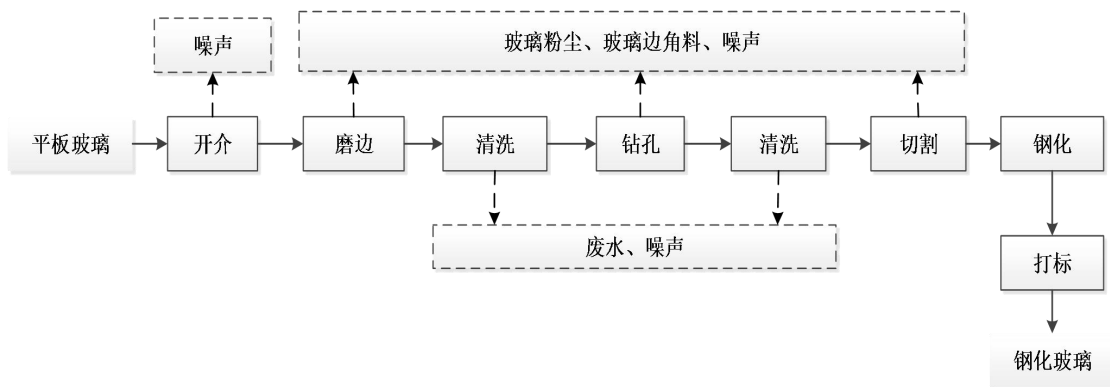 噪声
玻璃粉尘、玻璃边角料、噪声
平板玻璃
开介
磨边
清洗
钻孔
清洗
切割
钢化
废水、噪声
打标
钢化玻璃